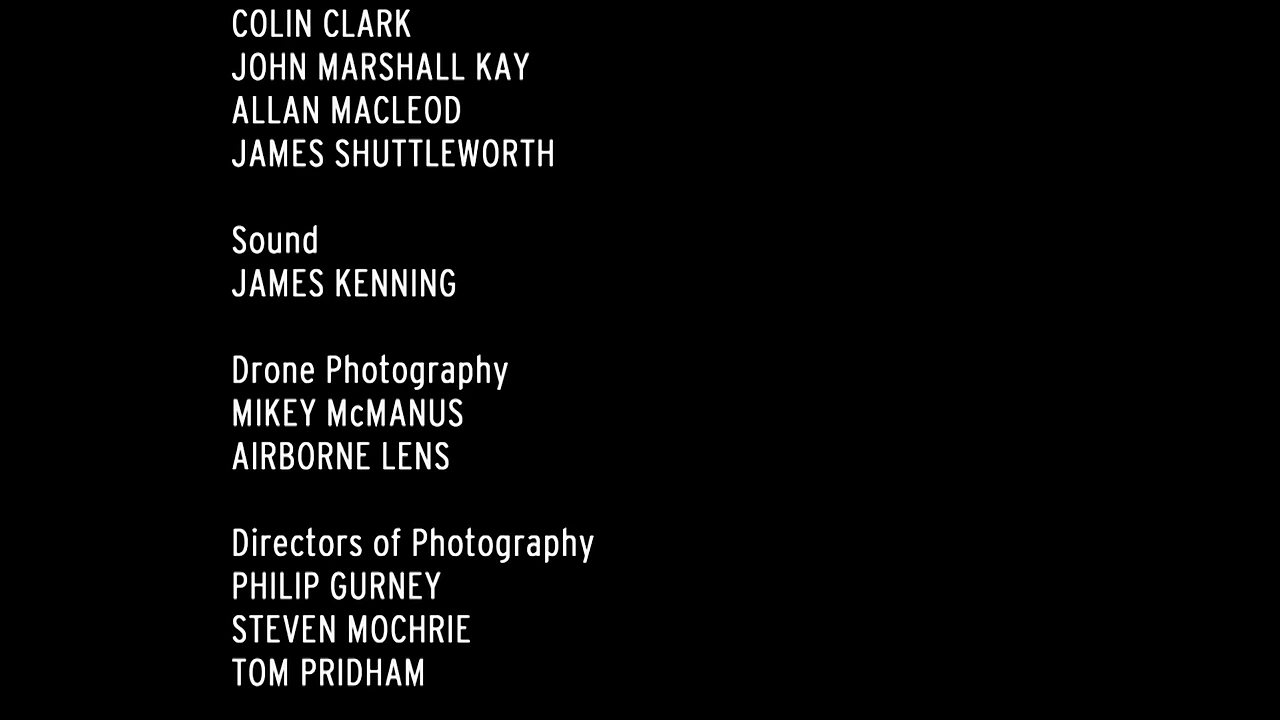 COLIN CLARK
JOHN MARSHALL KAY
ALLAN MACLEOD
JAMES SHUTTLEWORTH
Sound
JAMES KENNING
Drone Photography
MIKEY McMANUS
AIRBORNE LENS
Directors of Photography
PHILIP GURNEY
STEVEN MOCHRIE
TOM PRIDHAM